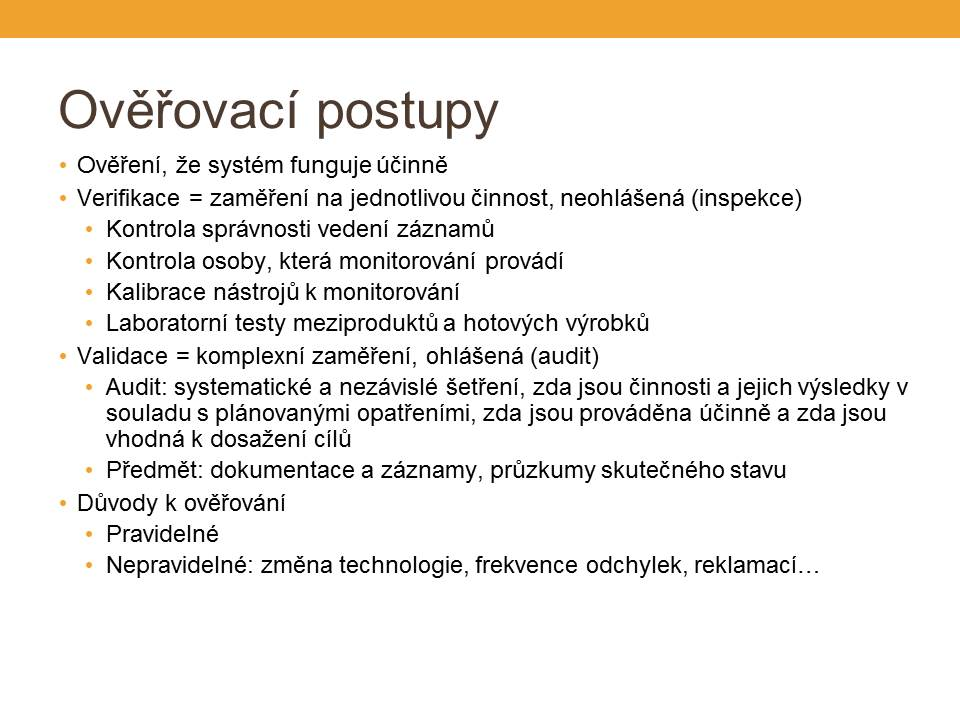 Ověřovací postupy
• Ověření, že systém funguje účinně
• Verifikace = zaměření na jednotlivou činnost, neohlášená (inspekce)
• Kontrola správnosti vedení záznamů
• Kontrola osoby, která monitorování provádí
• Kalibrace nástrojů k monitorování
• Laboratorní testy meziproduktů a hotových výrobků
• Validace = komplexní zaměření, ohlášená (audit)
• Audit: systematické a nezávislé šetření, zda jsou činnosti a jejich výsledky v
souladu s plánovanými opatřeními, zda jsou prováděna účinně a zda jsou
vhodná k dosažení cílů
• Předmět: dokumentace a záznamy, průzkumy skutečného stavu
• Důvody k ověřování
• Pravidelné
• Nepravidelné: změna technologie, frekvence odchylek, reklamací…